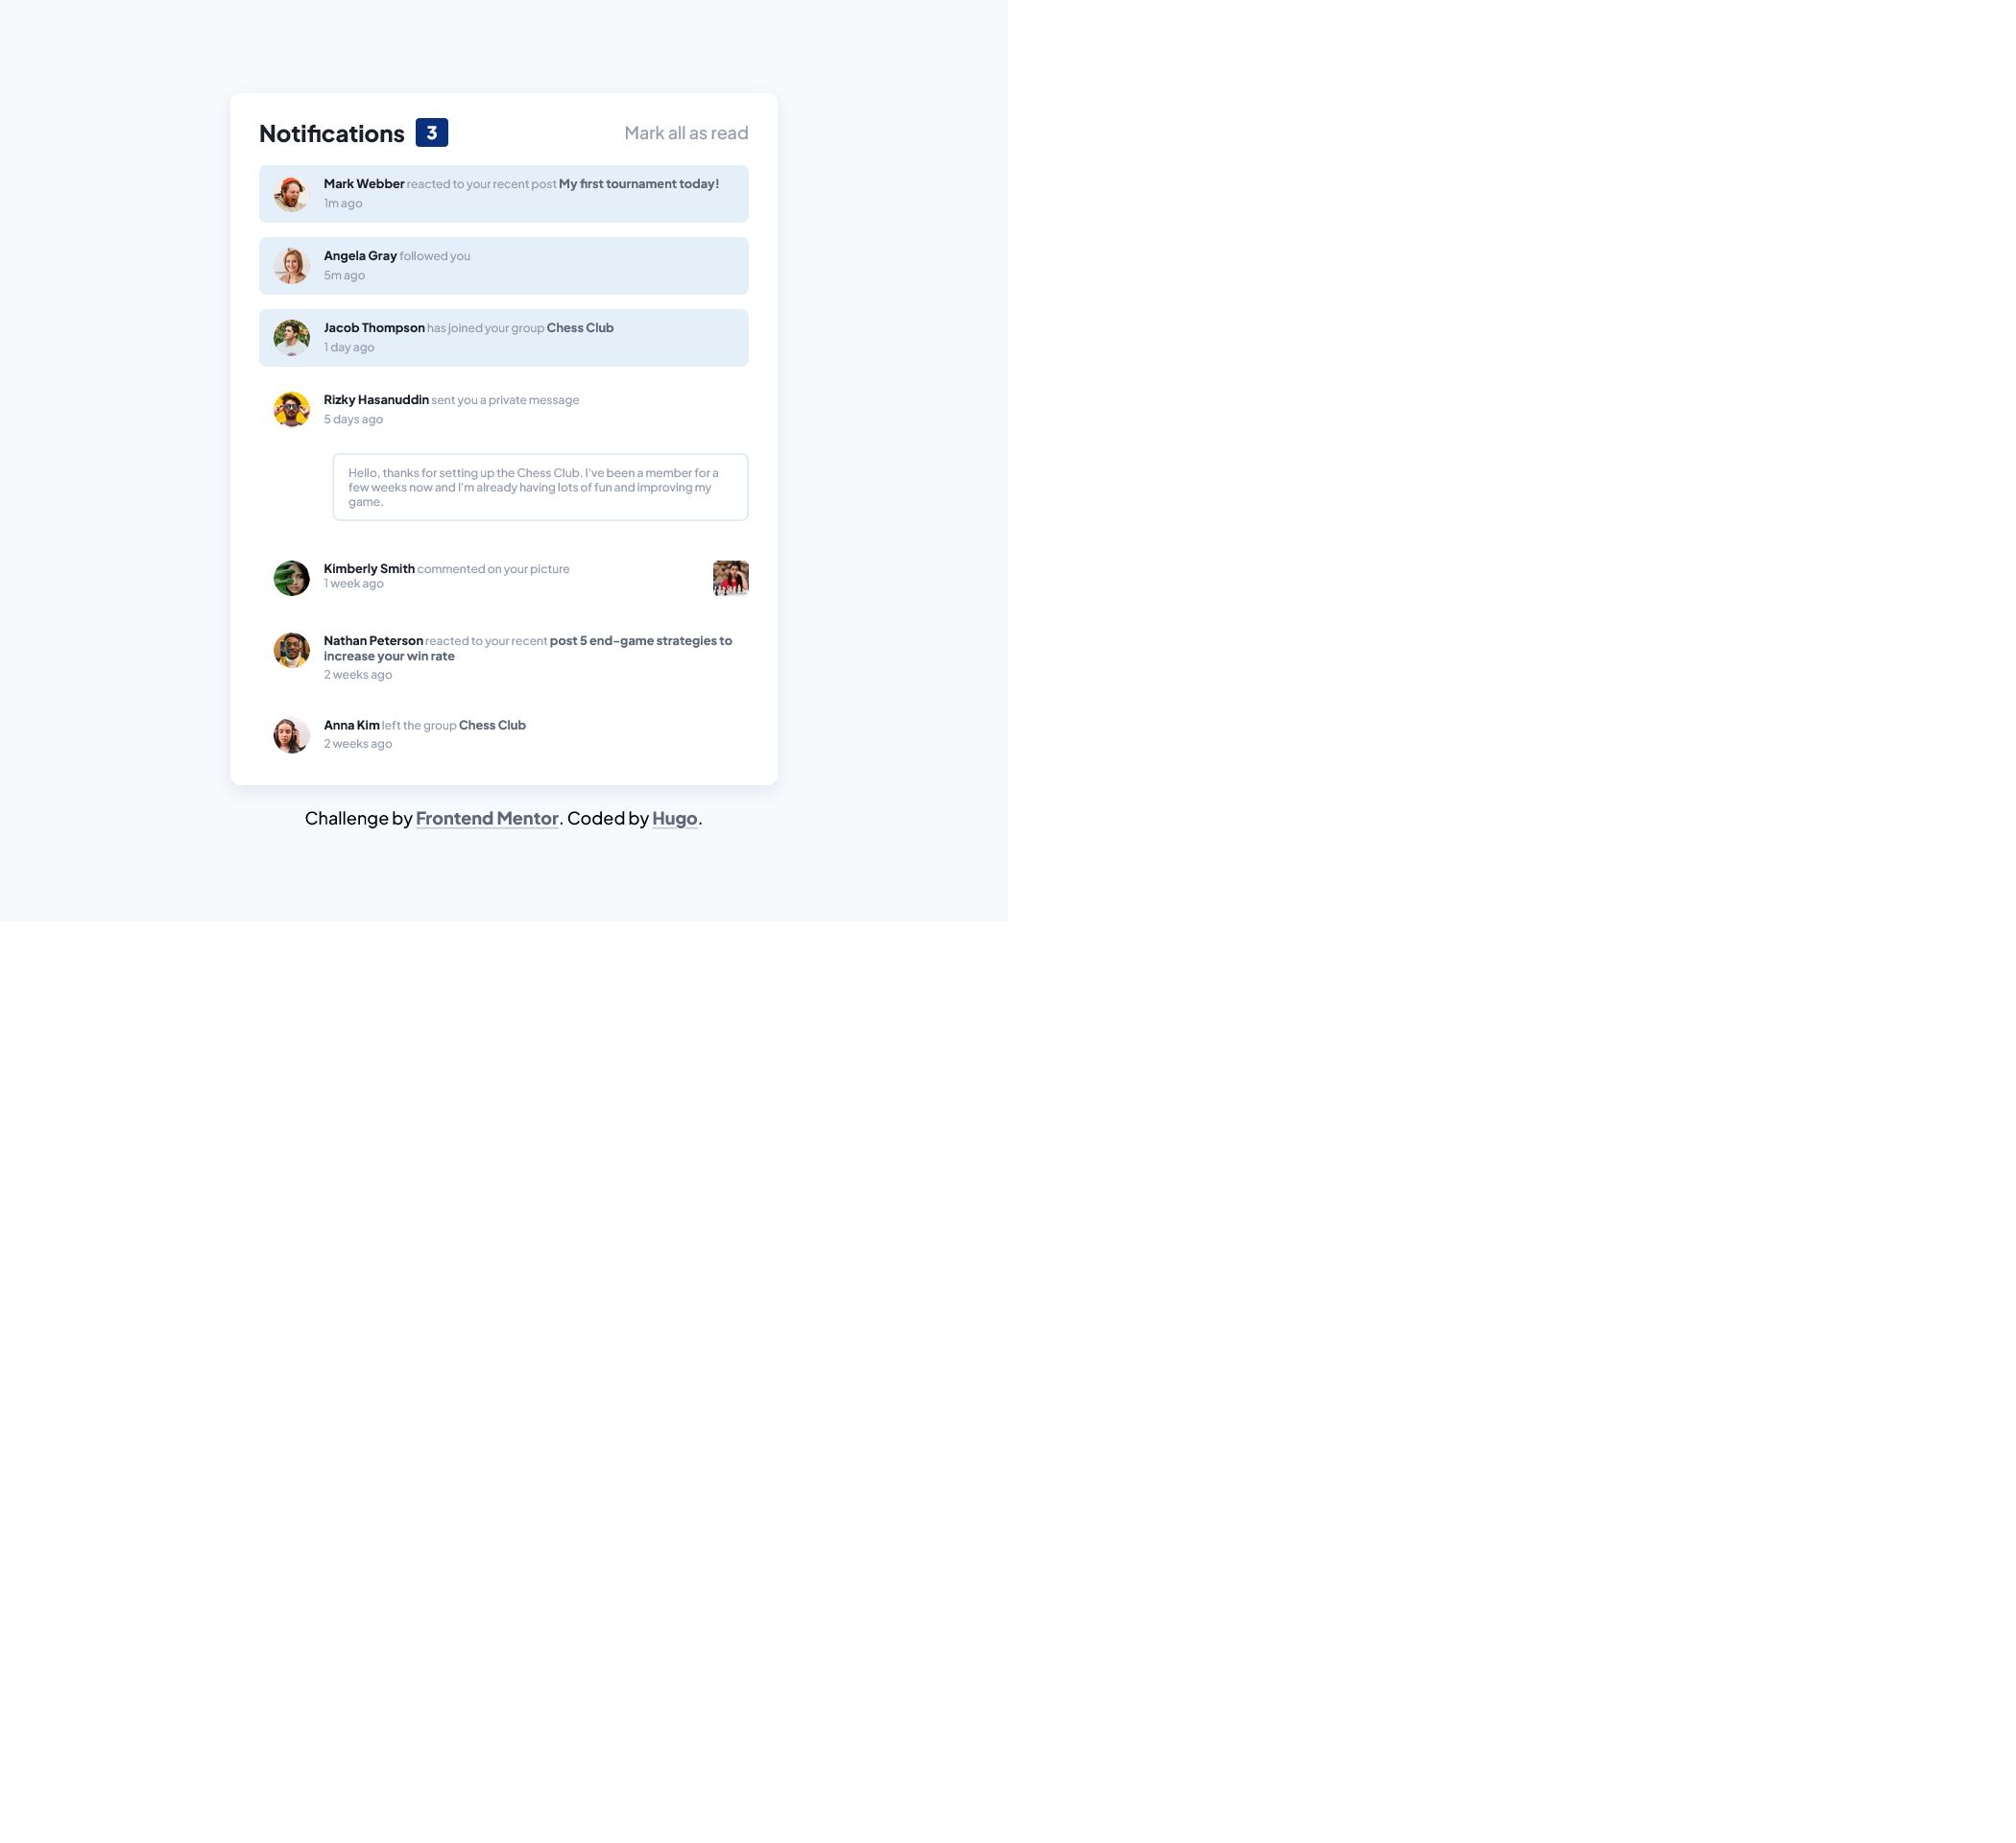 Notifications 3 Mark all as read
Mark Webber reacted to your recent post My first tournament today!
1m ago
Angela Gray followed you
5m ago
Jacob Thompson has joined your group Chess Club
1 day ago
Rizky Hasanuddin sent you a private message
5 days ago
Hello, thanks for setting up the Chess Club. I've been a member for a
few weeks now and I'm already having lots of fun and improving my
game.
Kimberly Smith commented on your picture
1 week ago
Nathan Peterson reacted to your recent post 5 end-game strategies to
increase your win rate
2 weeks ago
Anna Kim left the group Chess Club
2 weeks ago
Challenge by Frontend Mentor. Coded by Hugo.